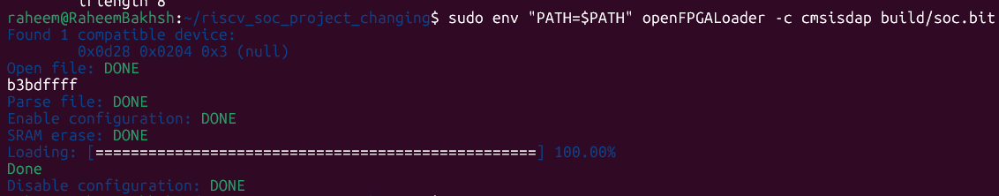 irlength 8
raheem@RaheemBakhsh:~/riscv_soc_project_changing$ sudo env "PATH=$PATH" openFPGALoader -c cmsisdap build/soc.bit
Found 1 compatible device:
        0x0d28 0x0204 0x3 (null)
Open file: DONE
b3bdffff
Parse file: DONE
Enable configuration: DONE
SRAM erase: DONE
Loading: [==================================================] 100.00%
Done
Disable configuration: DONE